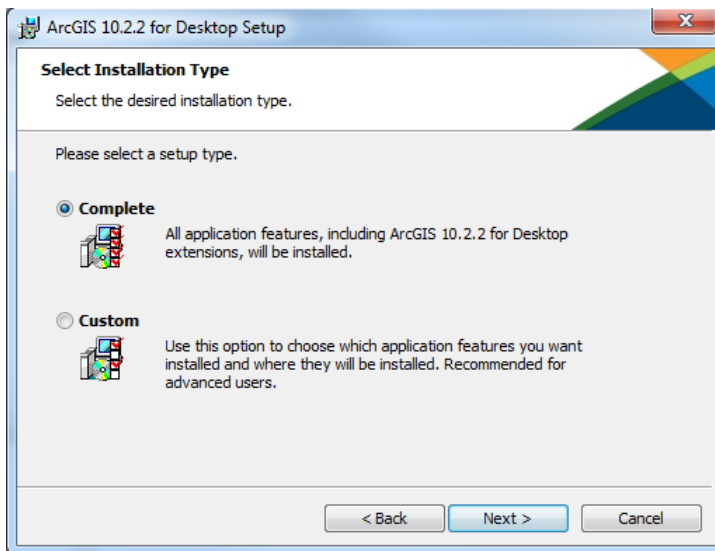 ArcGIS 10.2.2 for Desktop Setup
Select Installation Type
Select the desired installation type.
Please select a setup type.
Complete
All application features, including ArcGIS 10.2.2 for Desktop
extensions, will be installed.
Custom
Use this option to choose which application features you want
installed and where they will be installed. Recommended for
advanced users.
< Back Next > Cancel